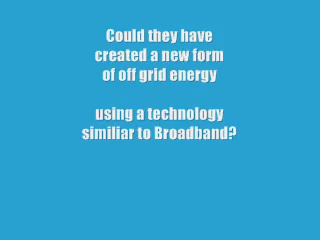 Could they have
created a new form
of off grid energy
using a technology
similiar to Broadband?